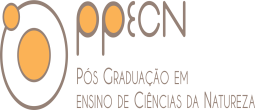 ppECN
PÓS GRADUAÇÃO EM
ENSINO DE CIÊNCIAS DA NATUREZA